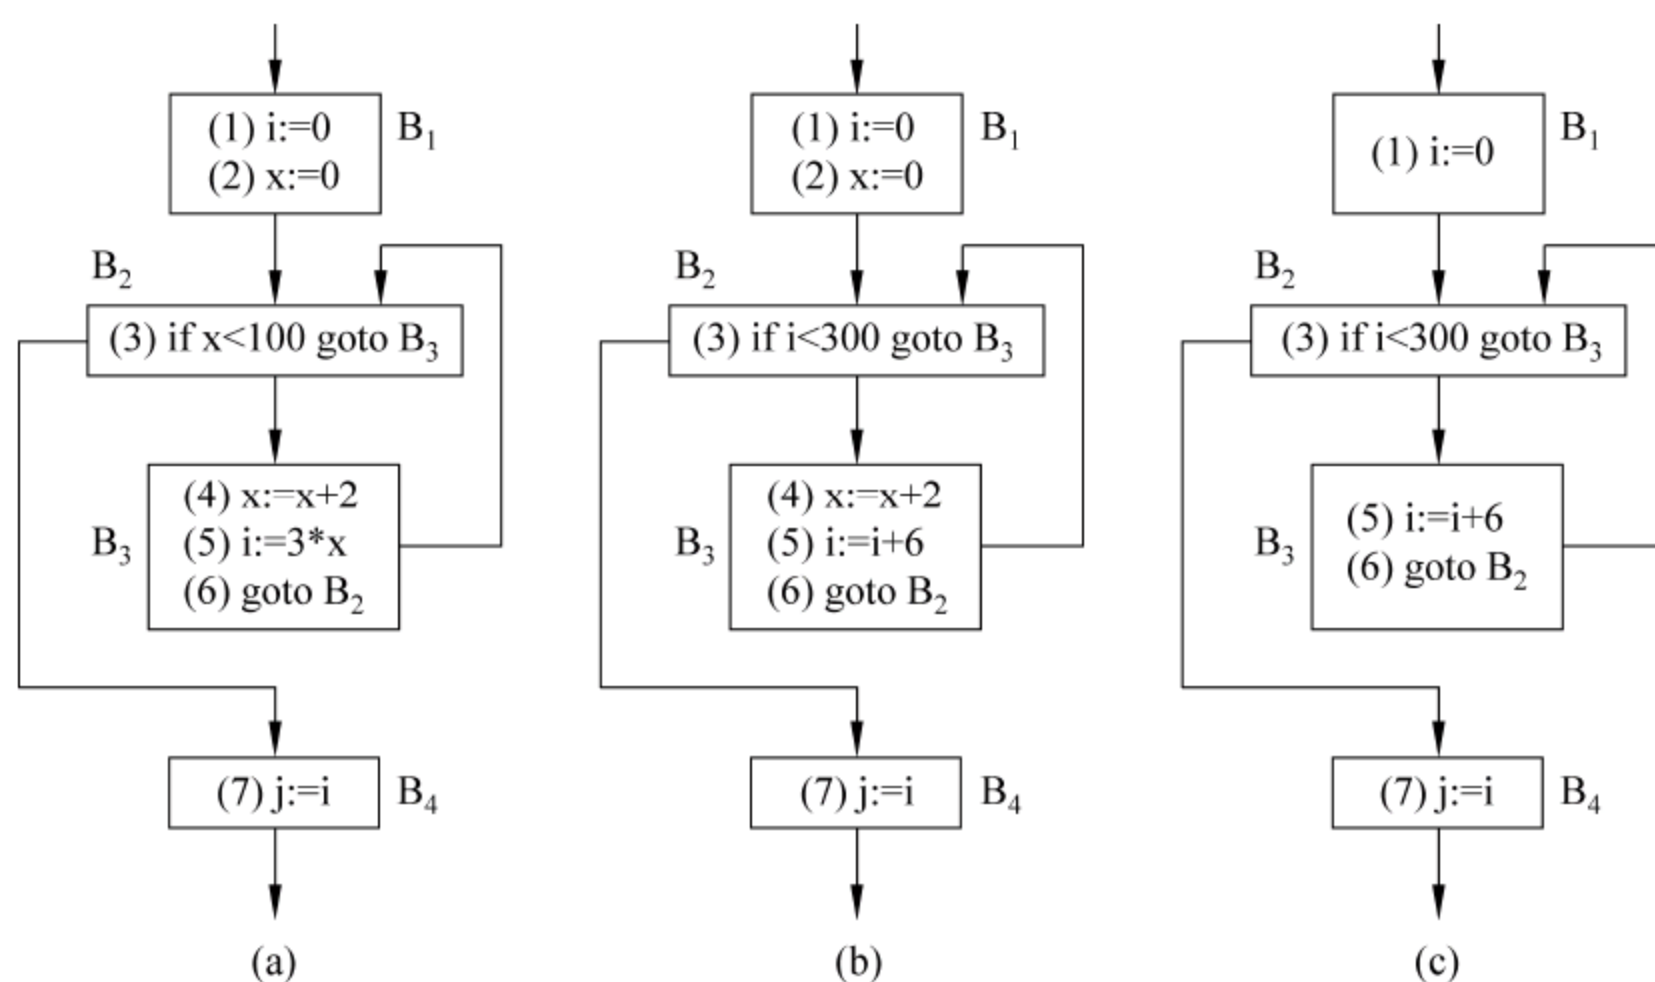 (1) i:=0
(2) x:=0
B1
B2
(3) if x<100 goto B3
(4) x:=x+2
(5) i:=3*x
(6) goto B2
B3
(7) j:=i
B4
(a)
(1) i:=0
(2) x:=0
B1
B2
(3) if i<300 goto B3
(4) x:=x+2
(5) i:=i+6
(6) goto B2
B3
(7) j:=i
B4
(b)
(1) i:=0
B1
B2
(3) if i<300 goto B3
(5) i:=i+6
(6) goto B2
B3
(7) j:=i
B4
(c)